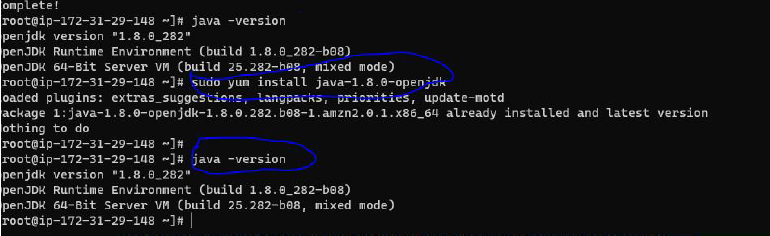 omplete!
root@ip-172-31-29-148 ~]# java -version
penjdk version "1.8.0_282"
penJDK Runtime Environment (build 1.8.0_282-b08)
penJDK 64-Bit Server VM (build 25.282-b08, mixed mode)
root@ip-172-31-29-148 ~]# sudo yum install java-1.8.0-openjdk
oaded plugins: extras_suggestions, langpacks, priorities, update-motd
ackage 1:java-1.8.0-openjdk-1.8.0.282.b08-1.amzn2.0.1.x86_64 already installed and latest version
othing to do
root@ip-172-31-29-148 ~]#
root@ip-172-31-29-148 ~]# java -version
penjdk version "1.8.0_282"
penJDK Runtime Environment (build 1.8.0_282-b08)
penJDK 64-Bit Server VM (build 25.282-b08, mixed mode)
root@ip-172-31-29-148 ~]#